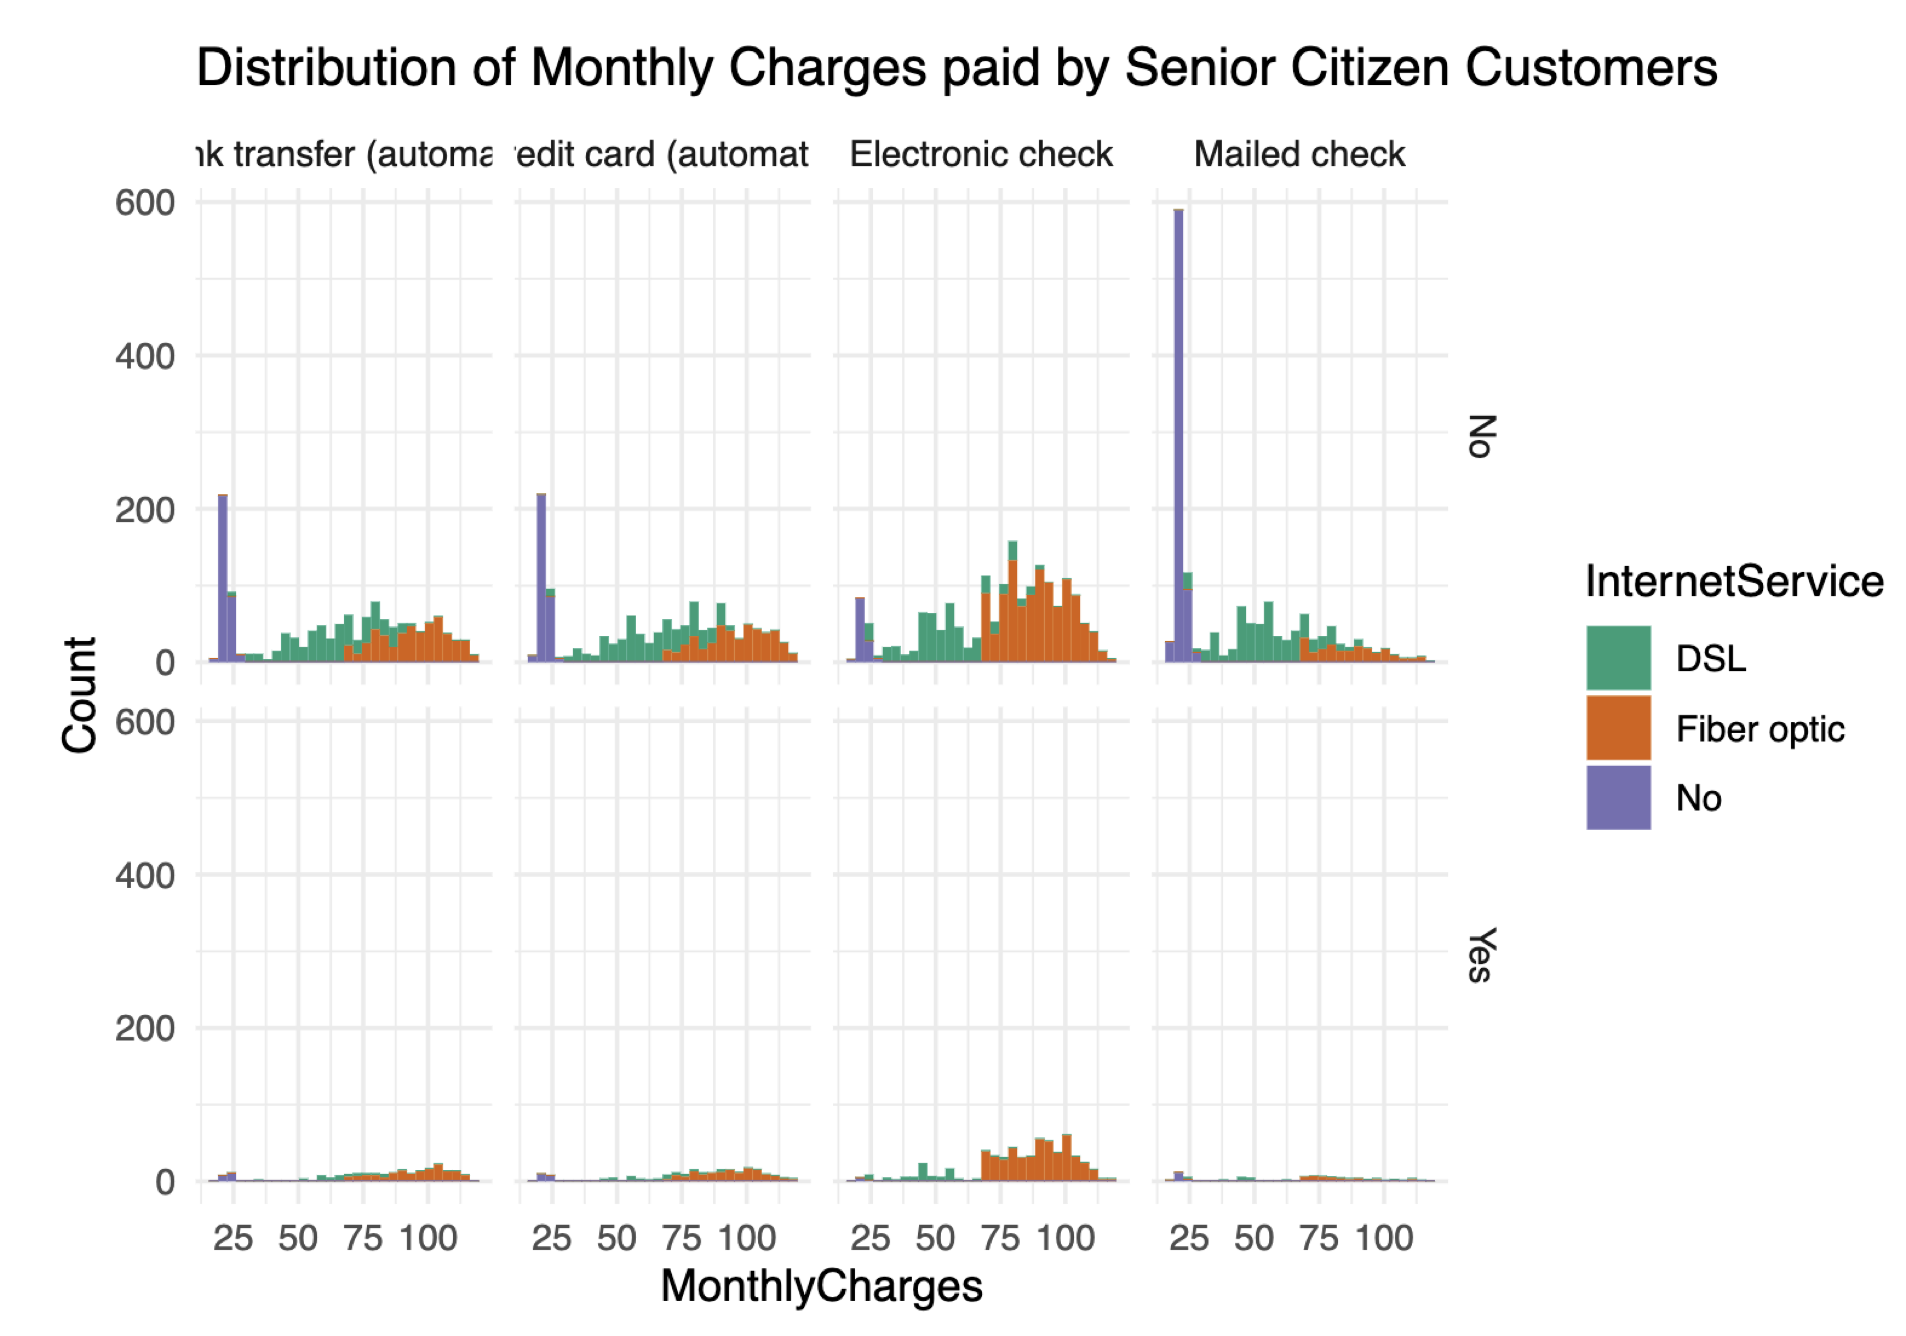 Distribution of Monthly Charges paid by Senior Citizen Customers
nk transfer (automa
redit card (automat
Electronic check
Mailed check
600
400
200
0
No
600
400
200
0
Yes
Count
25 50 75 100
25 50 75 100
25 50 75 100
25 50 75 100
MonthlyCharges
InternetService
DSL
Fiber optic
No